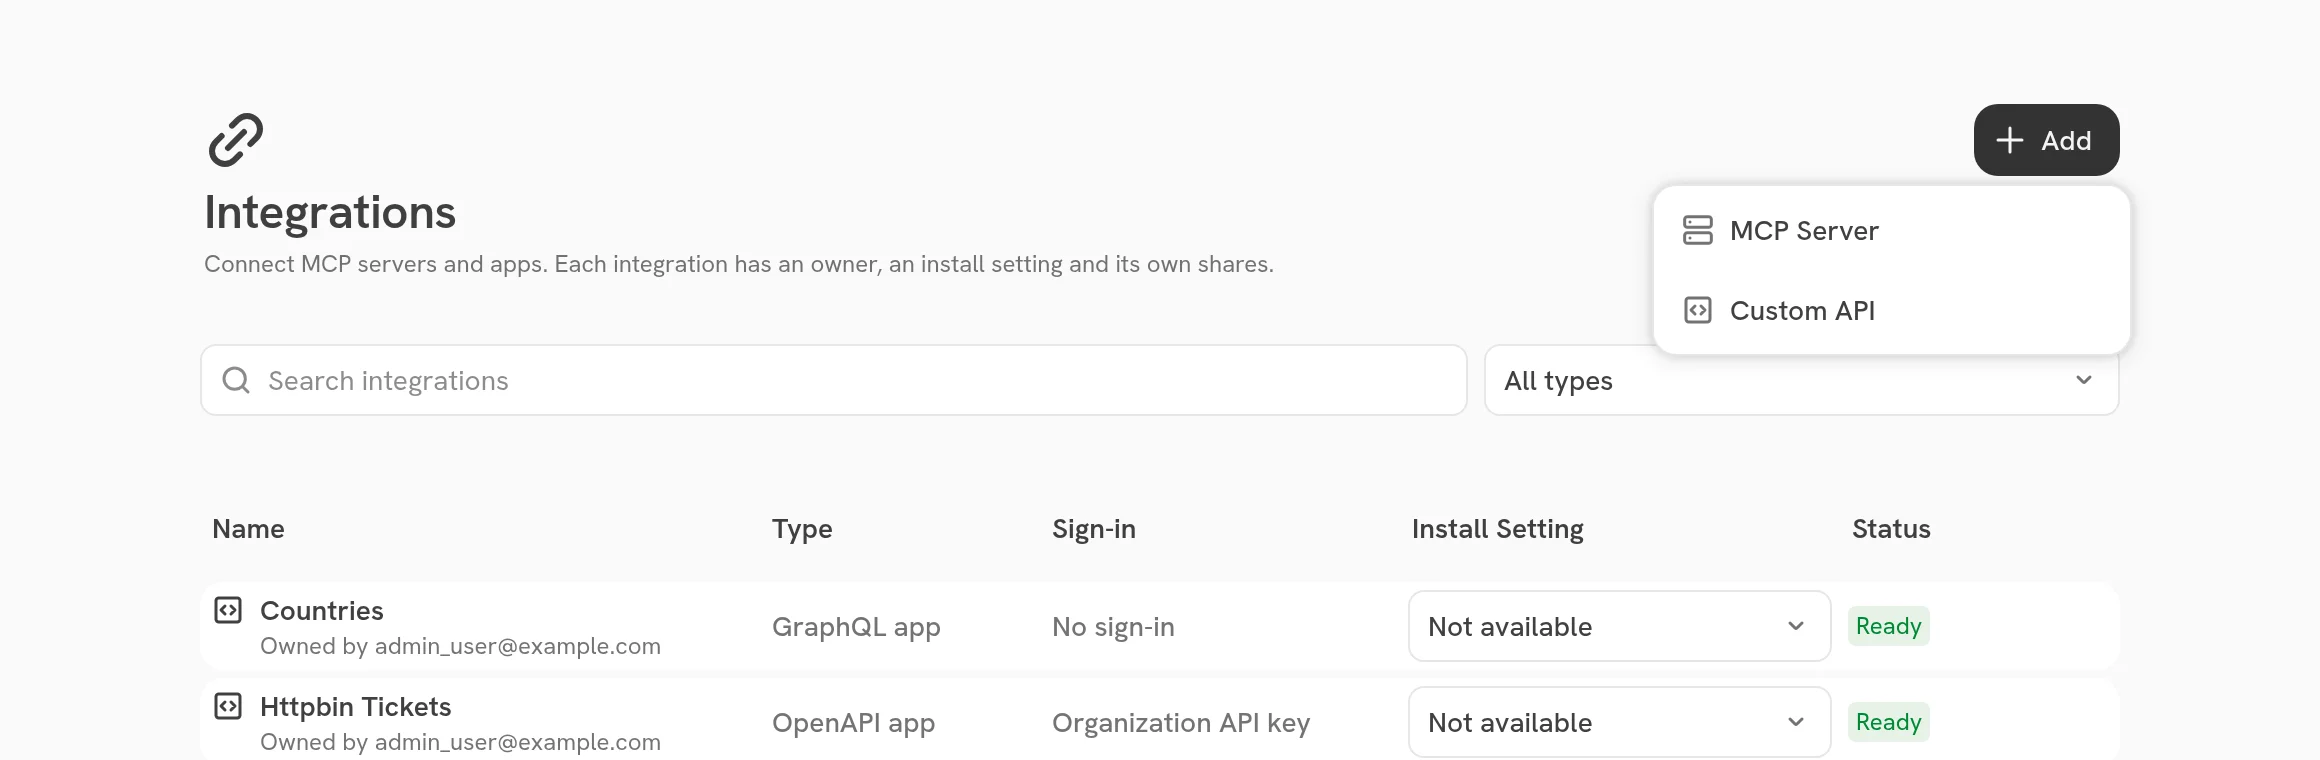 Add
Integrations
Connect MCP servers and apps. Each integration has an owner, an install setting and its own shares.
MCP Server
Custom API
Search integrations
All types
Name Type Sign-in Install Setting Status
Countries
Owned by admin_user@example.com
GraphQL app
No sign-in
Not available
Ready
Httpbin Tickets
Owned by admin_user@example.com
OpenAPI app
Organization API key
Not available
Ready